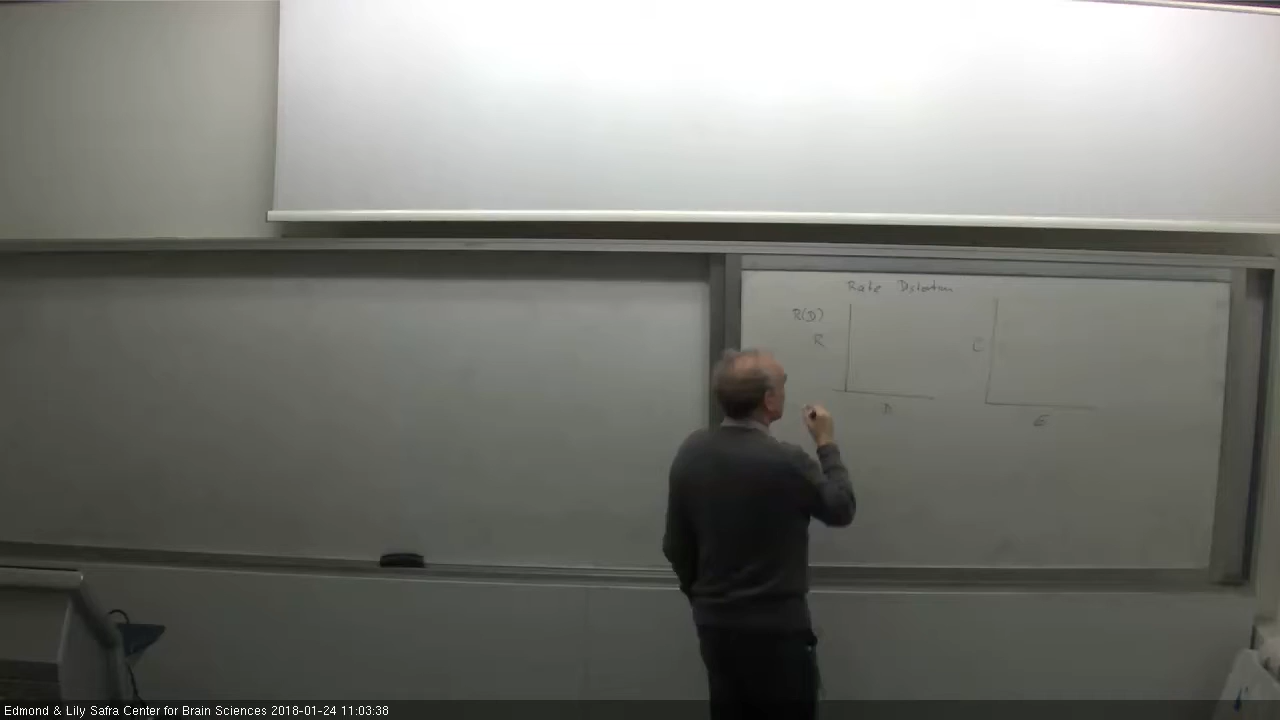 Rate Distortion
R(D)
R
C
D
E
Edmond & Lily Safra Center for Brain Sciences 2018-01-24 11:03:38